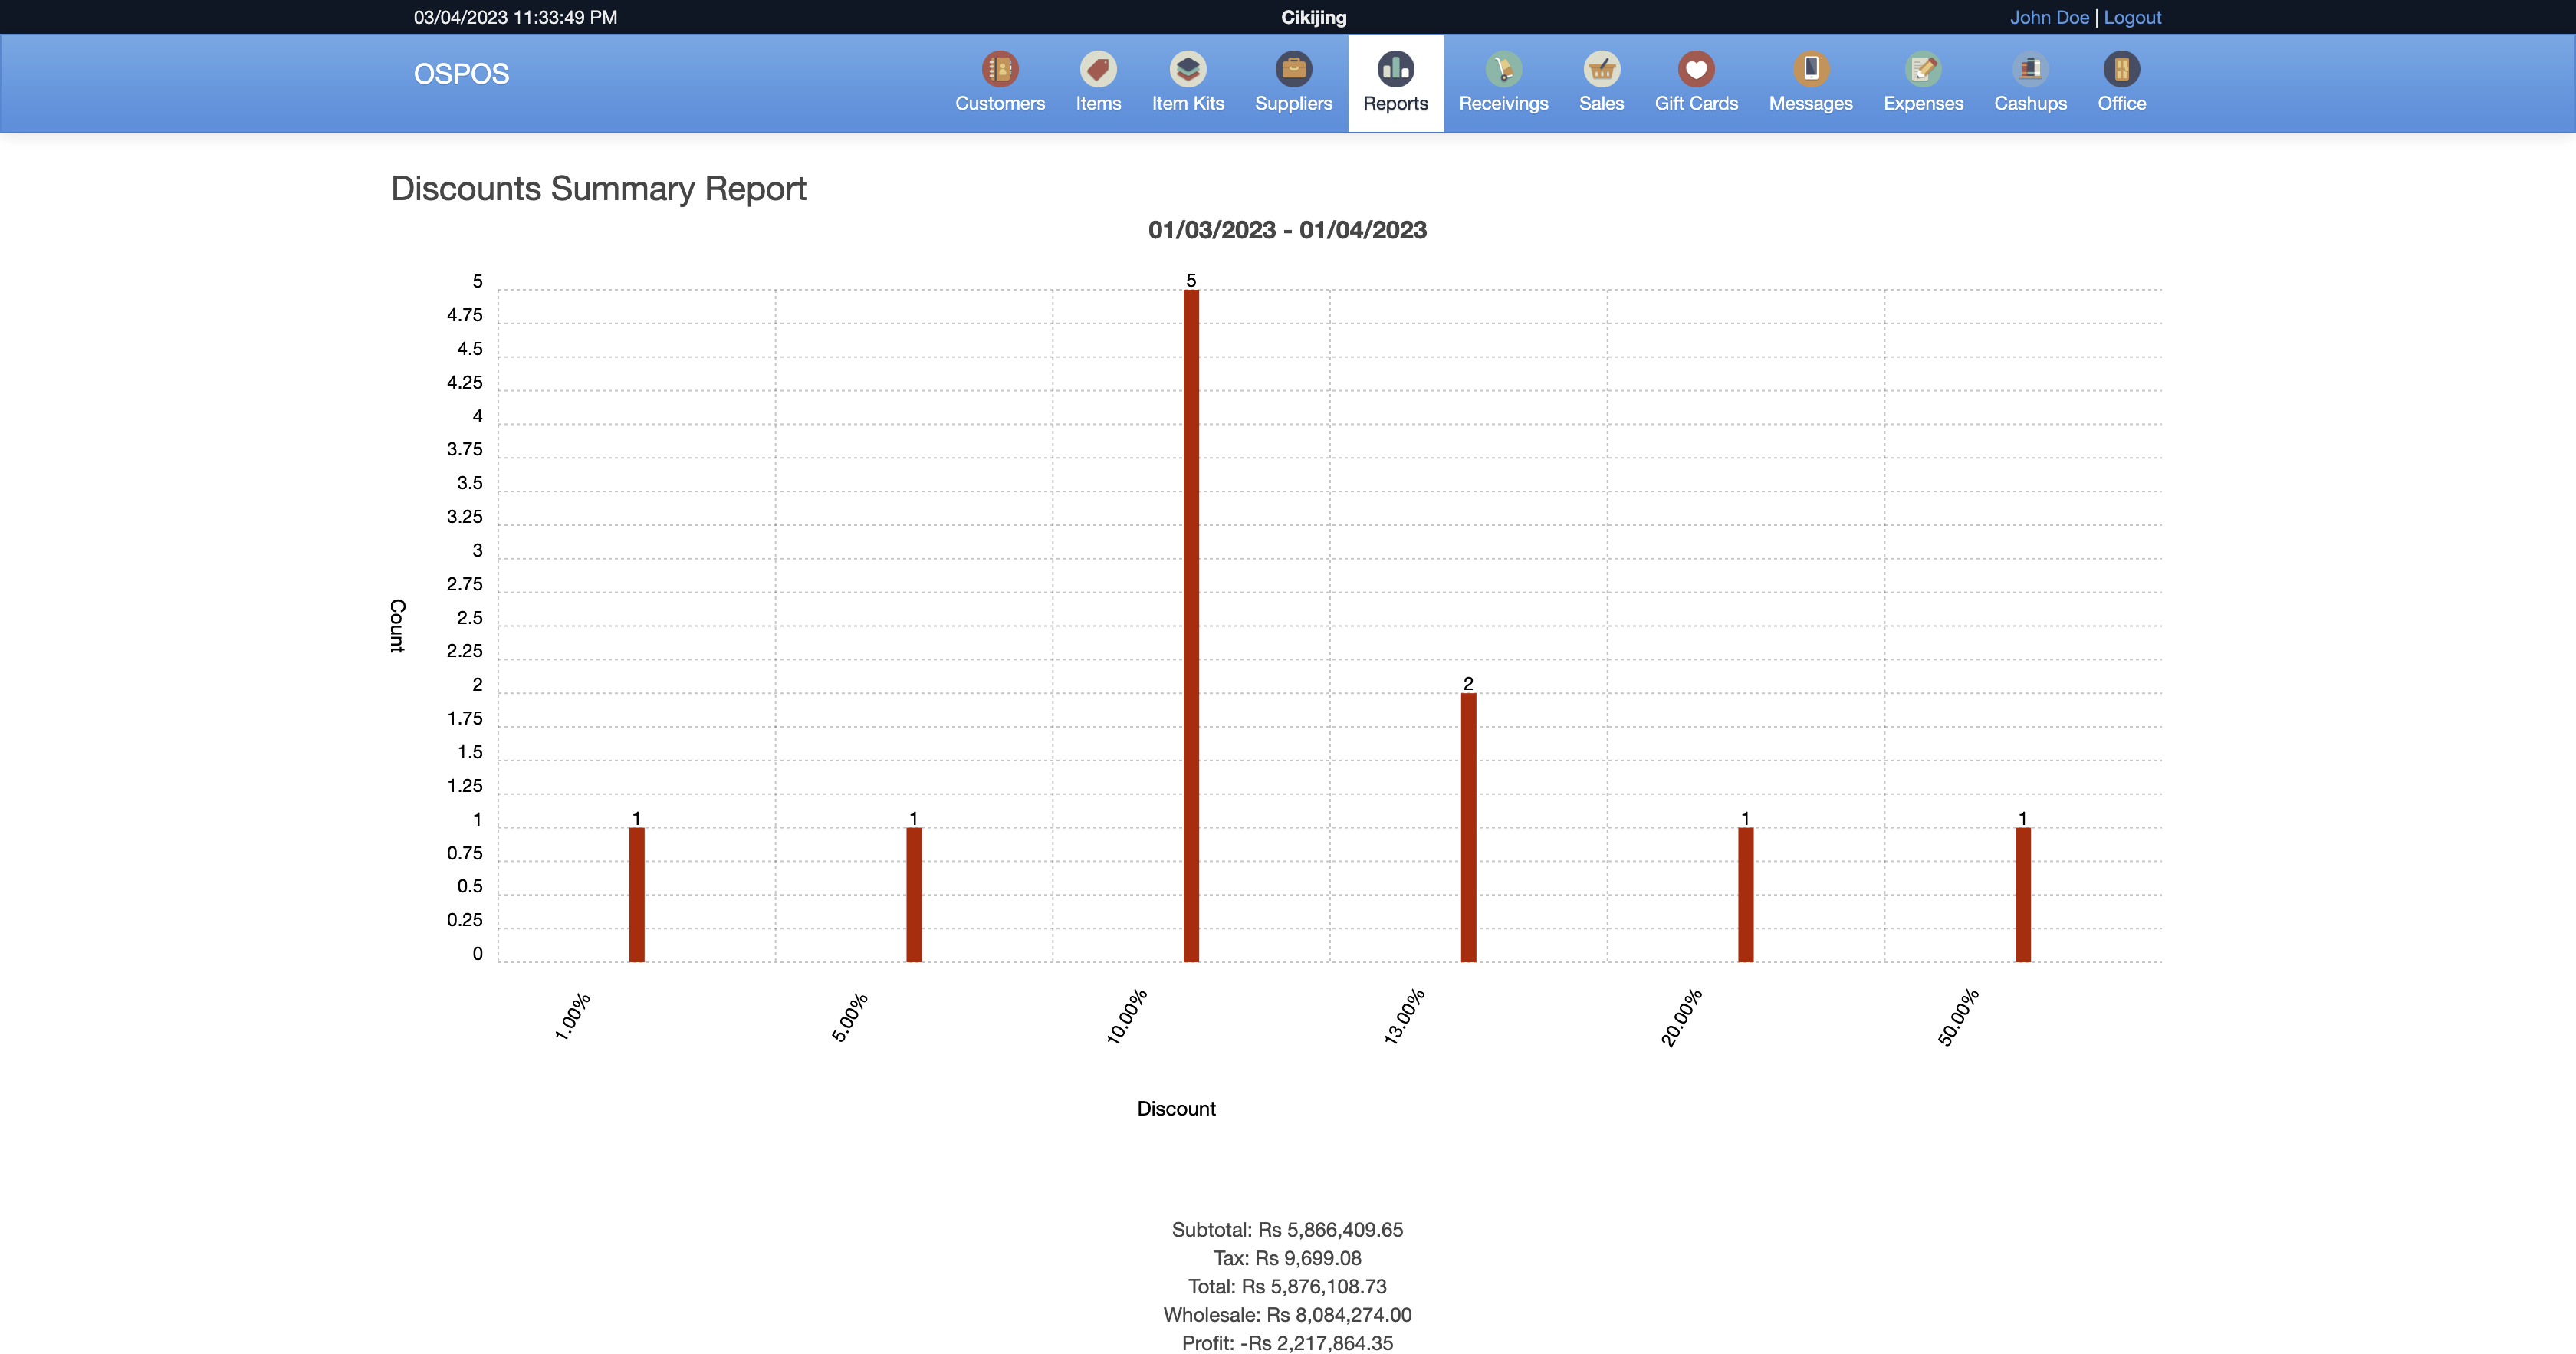 03/04/2023 11:33:49 PM
Cikijing
John Doe | Logout
OSPOS
Customers
Items
Item Kits
Suppliers
Reports
Receivings
Sales
Gift Cards
Messages
Expenses
Cashups
Office
Discounts Summary Report
01/03/2023 - 01/04/2023
5
4.75
4.5
4.25
4
3.75
3.5
3.25
3
2.75
2.5
2.25
2
1.75
1.5
1.25
1
0.75
0.5
0.25
0
Count
1
1
5
2
1
1
1.00%
5.00%
10.00%
13.00%
20.00%
50.00%
Discount
Subtotal: Rs 5,866,409.65
Tax: Rs 9,699.08
Total: Rs 5,876,108.73
Wholesale: Rs 8,084,274.00
Profit: -Rs 2,217,864.35